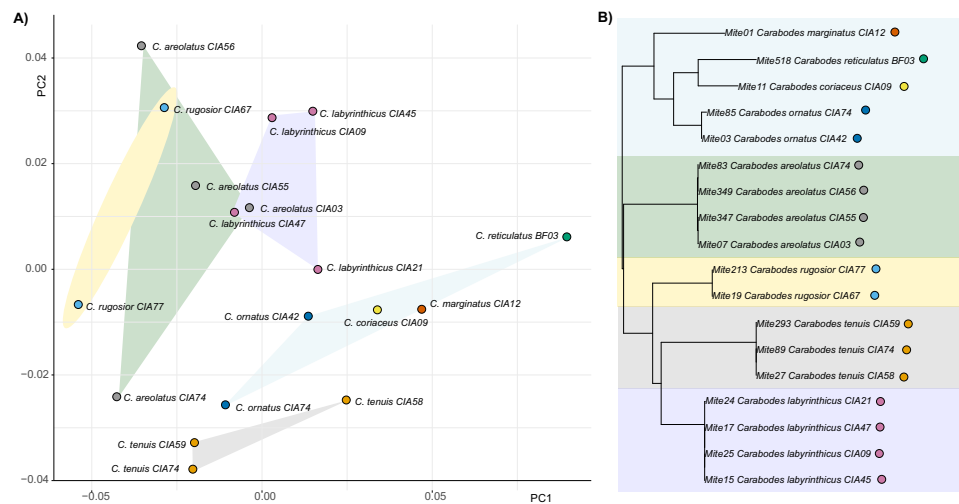 A)
PC2
0.04
0.02
0.00
−0.02
−0.04
−0.05
0.00
0.05
PC1
C. areolatus CIA56
C. rugosior CIA67
C. labyrinthicus CIA45
C. labyrinthicus CIA09
C. areolatus CIA55
C. areolatus CIA03
C. labyrinthicus CIA47
C. reticulatus BF03
C. labyrinthicus CIA21
C. rugosior CIA77
C. marginatus CIA12
C. ornatus CIA42
C. coriaceus CIA09
C. areolatus CIA74
C. ornatus CIA74
C. tenuis CIA58
C. tenuis CIA59
C. tenuis CIA74
B)
Mite01 Carabodes marginatus CIA12
Mite518 Carabodes reticulatus BF03
Mite11 Carabodes coriaceus CIA09
Mite85 Carabodes ornatus CIA74
Mite03 Carabodes ornatus CIA42
Mite83 Carabodes areolatus CIA74
Mite349 Carabodes areolatus CIA56
Mite347 Carabodes areolatus CIA55
Mite07 Carabodes areolatus CIA03
Mite213 Carabodes rugosior CIA77
Mite19 Carabodes rugosior CIA67
Mite293 Carabodes tenuis CIA59
Mite89 Carabodes tenuis CIA74
Mite27 Carabodes tenuis CIA58
Mite24 Carabodes labyrinthicus CIA21
Mite17 Carabodes labyrinthicus CIA47
Mite25 Carabodes labyrinthicus CIA09
Mite15 Carabodes labyrinthicus CIA45